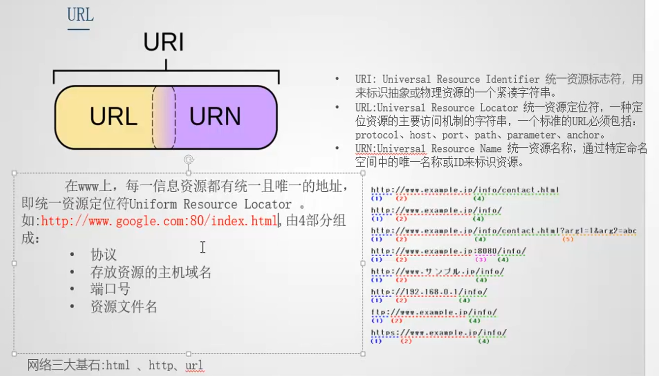 URL
URI
URL
URN
• URI: Universal Resource Identifier 统一资源标志符，用
来标识抽象或物理资源的一个紧凑字符串。
• URL:Universal Resource Locator 统一资源定位符，一种定
位资源的主要访问机制的字符串，一个标准的URL必须包括：
protocol、host、port、path、parameter、anchor。
• URN:Universal Resource Name 统一资源名称，通过特定命名
空间中的唯一名称或ID来标识资源。
在www上，每一信息资源都有统一且唯一的地址，
即统一资源定位符Uniform Resource Locator 。
如:http://www.google.com:80/index.html, 由4部分组
成：
• 协议
• 存放资源的主机域名
• 端口号
• 资源文件名
http://www.example.jp/info/contact.html
(1) (2) (4)
http://www.example.jp/info/
(1) (2) (4)
http://www.example.jp/info/contact.html?arg1=1&arg2=abc
(1) (2) (4) (5)
http://www.example.jp:8080/info/
(1) (2) (3) (4)
http://www.サンプル.jp/info/
(1) (2) (4)
http://192.168.0.1/info/
(1) (2) (4)
ftp://www.example.jp/info/
(1) (2) (4)
https://www.example.jp/info/
(1) (2) (4)
网络三大基石:html 、http、url